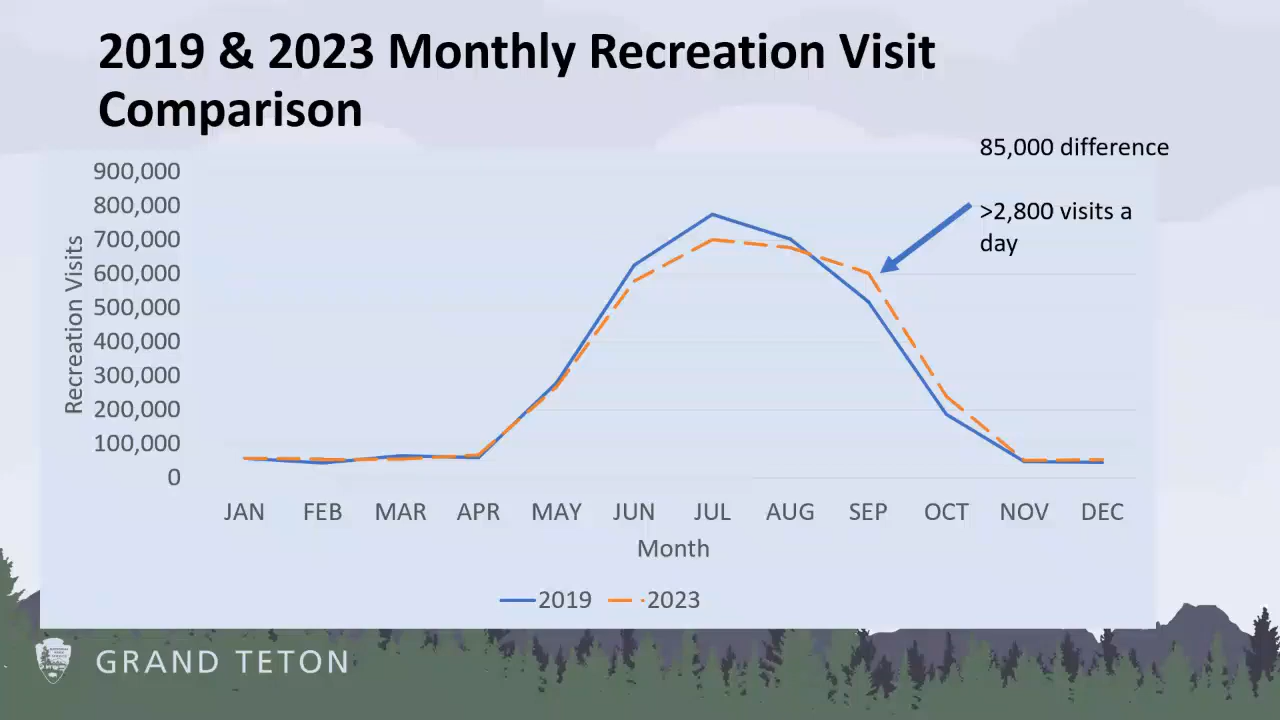 2019 & 2023 Monthly Recreation Visit
Comparison
85,000 difference
>2,800 visits a
day
900,000
800,000
700,000
600,000
500,000
400,000
300,000
200,000
100,000
0
Recreation Visits
JAN FEB MAR APR MAY JUN JUL AUG SEP OCT NOV DEC
Month
2019 2023
GRAND TETON